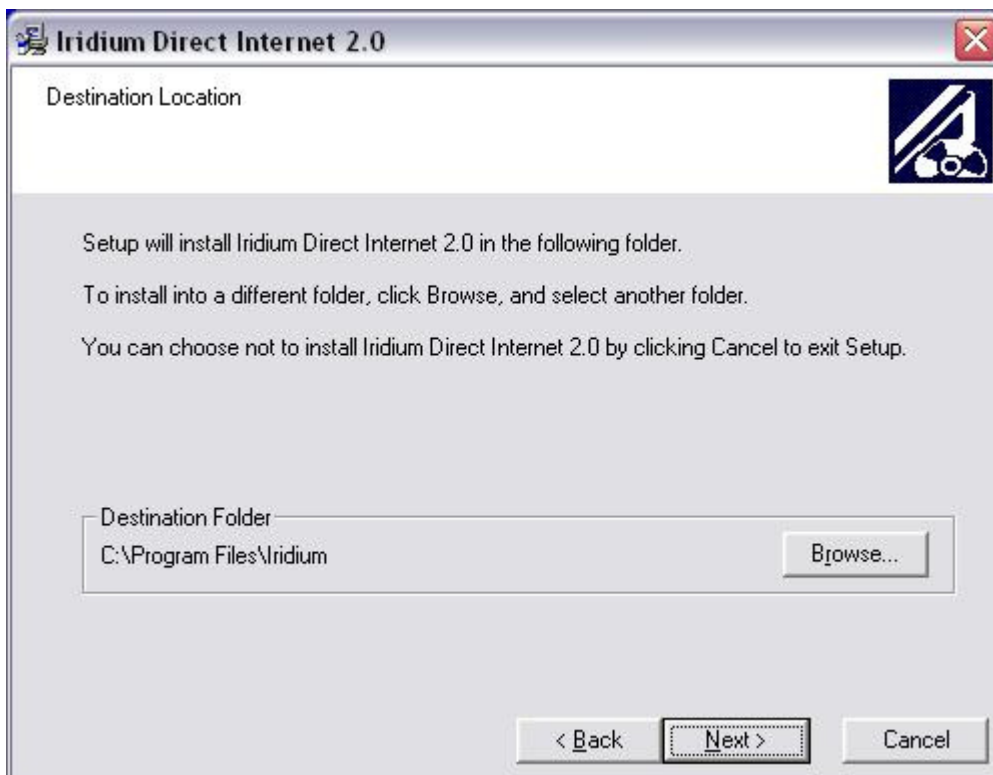 Iridium Direct Internet 2.0
Destination Location
Setup will install Iridium Direct Internet 2.0 in the following folder.
To install into a different folder, click Browse, and select another folder.
You can choose not to install Iridium Direct Internet 2.0 by clicking Cancel to exit Setup.
Destination Folder
C:\Program Files\Iridium
Browse...
< Back
Next >
Cancel